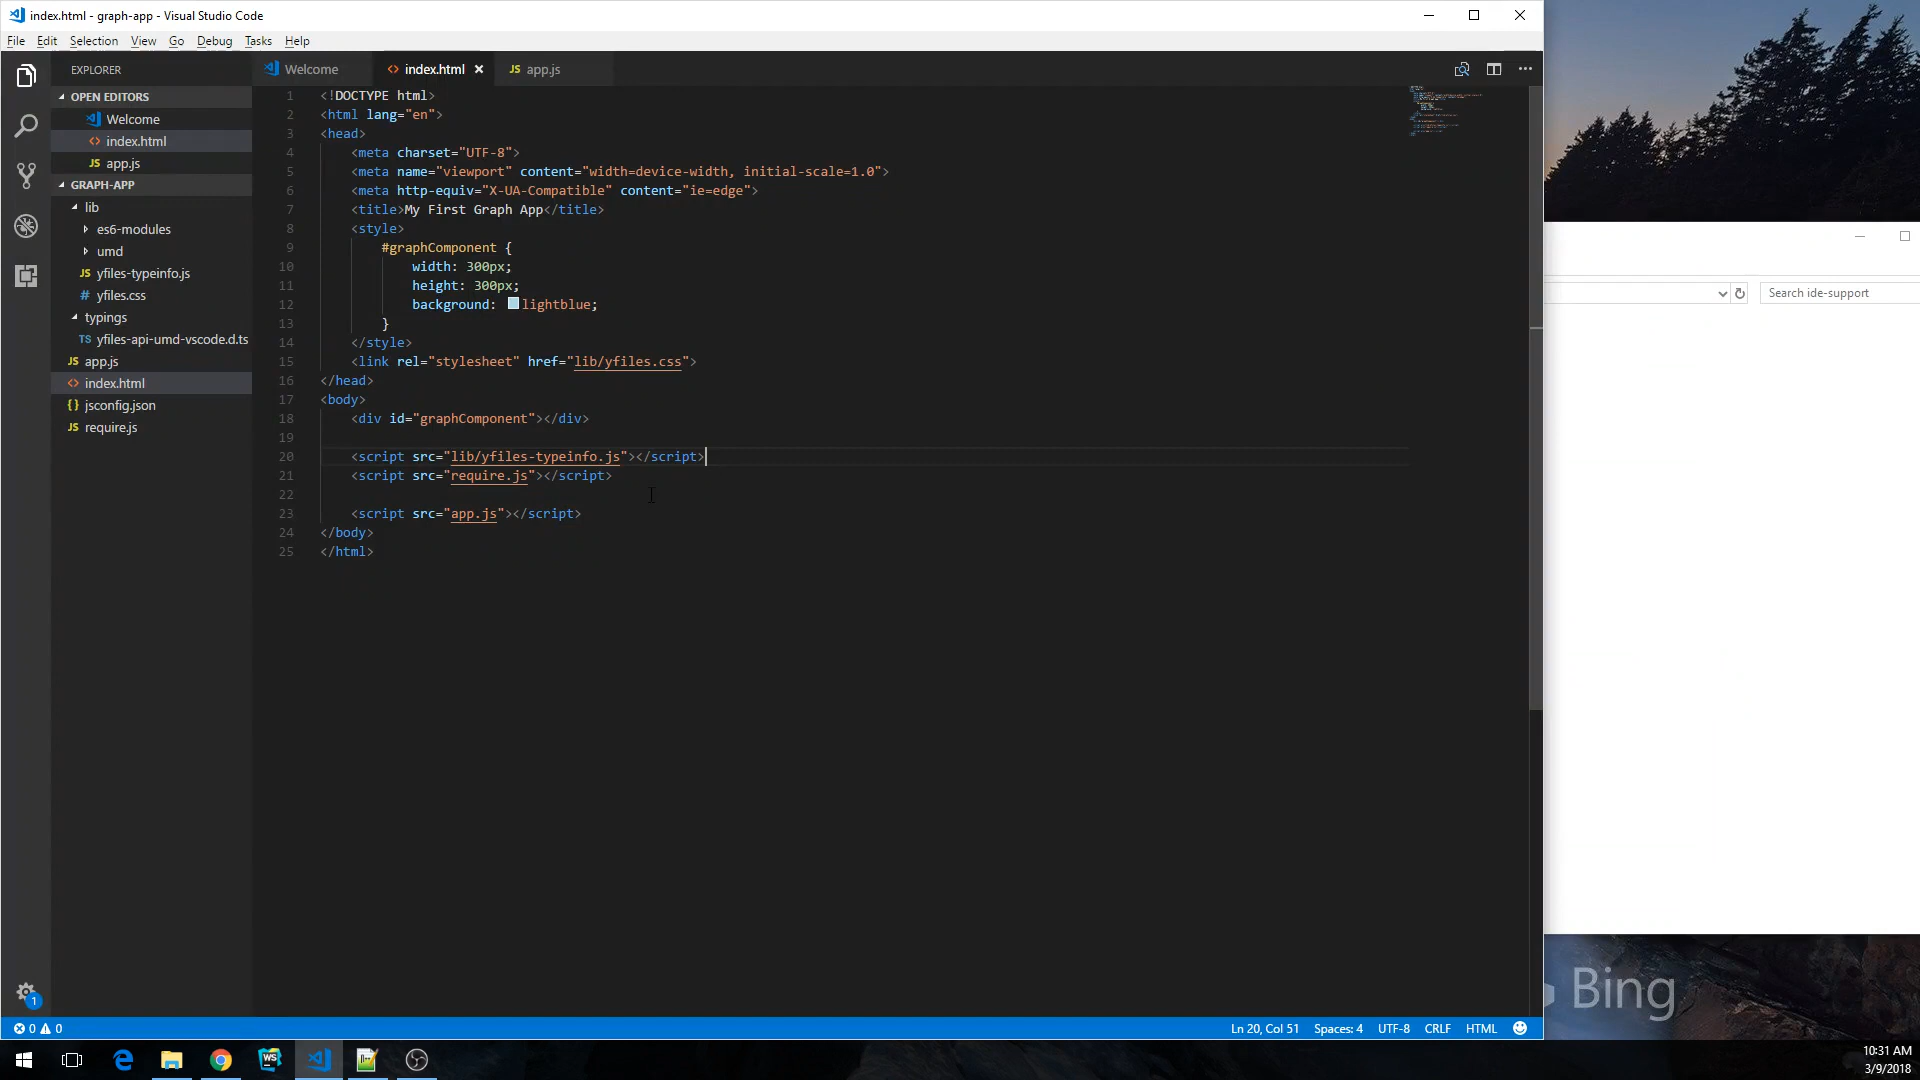 index.html - graph-app - Visual Studio Code
File Edit Selection View Go Debug Tasks Help
EXPLORER
OPEN EDITORS
Welcome
index.html
app.js
GRAPH-APP
lib
es6-modules
umd
yfiles-typeinfo.js
yfiles.css
typings
yfiles-api-umd-vscode.d.ts
app.js
index.html
jsconfig.json
require.js
Welcome
index.html
app.js
1 <!DOCTYPE html>
2 <html lang="en">
3 <head>
4 <meta charset="UTF-8">
5 <meta name="viewport" content="width=device-width, initial-scale=1.0">
6 <meta http-equiv="X-UA-Compatible" content="ie=edge">
7 <title>My First Graph App</title>
8 <style>
9 #graphComponent {
10 width: 300px;
11 height: 300px;
12 background: lightblue;
13 }
14 </style>
15 <link rel="stylesheet" href="lib/yfiles.css">
16 </head>
17 <body>
18 <div id="graphComponent"></div>
19
20 <script src="lib/yfiles-typeinfo.js"></script>
21 <script src="require.js"></script>
22
23 <script src="app.js"></script>
24 </body>
25 </html>
Search ide-support
Bing
1
0 0
Ln 20, Col 51 Spaces: 4 UTF-8 CRLF HTML
10:31 AM
3/9/2018